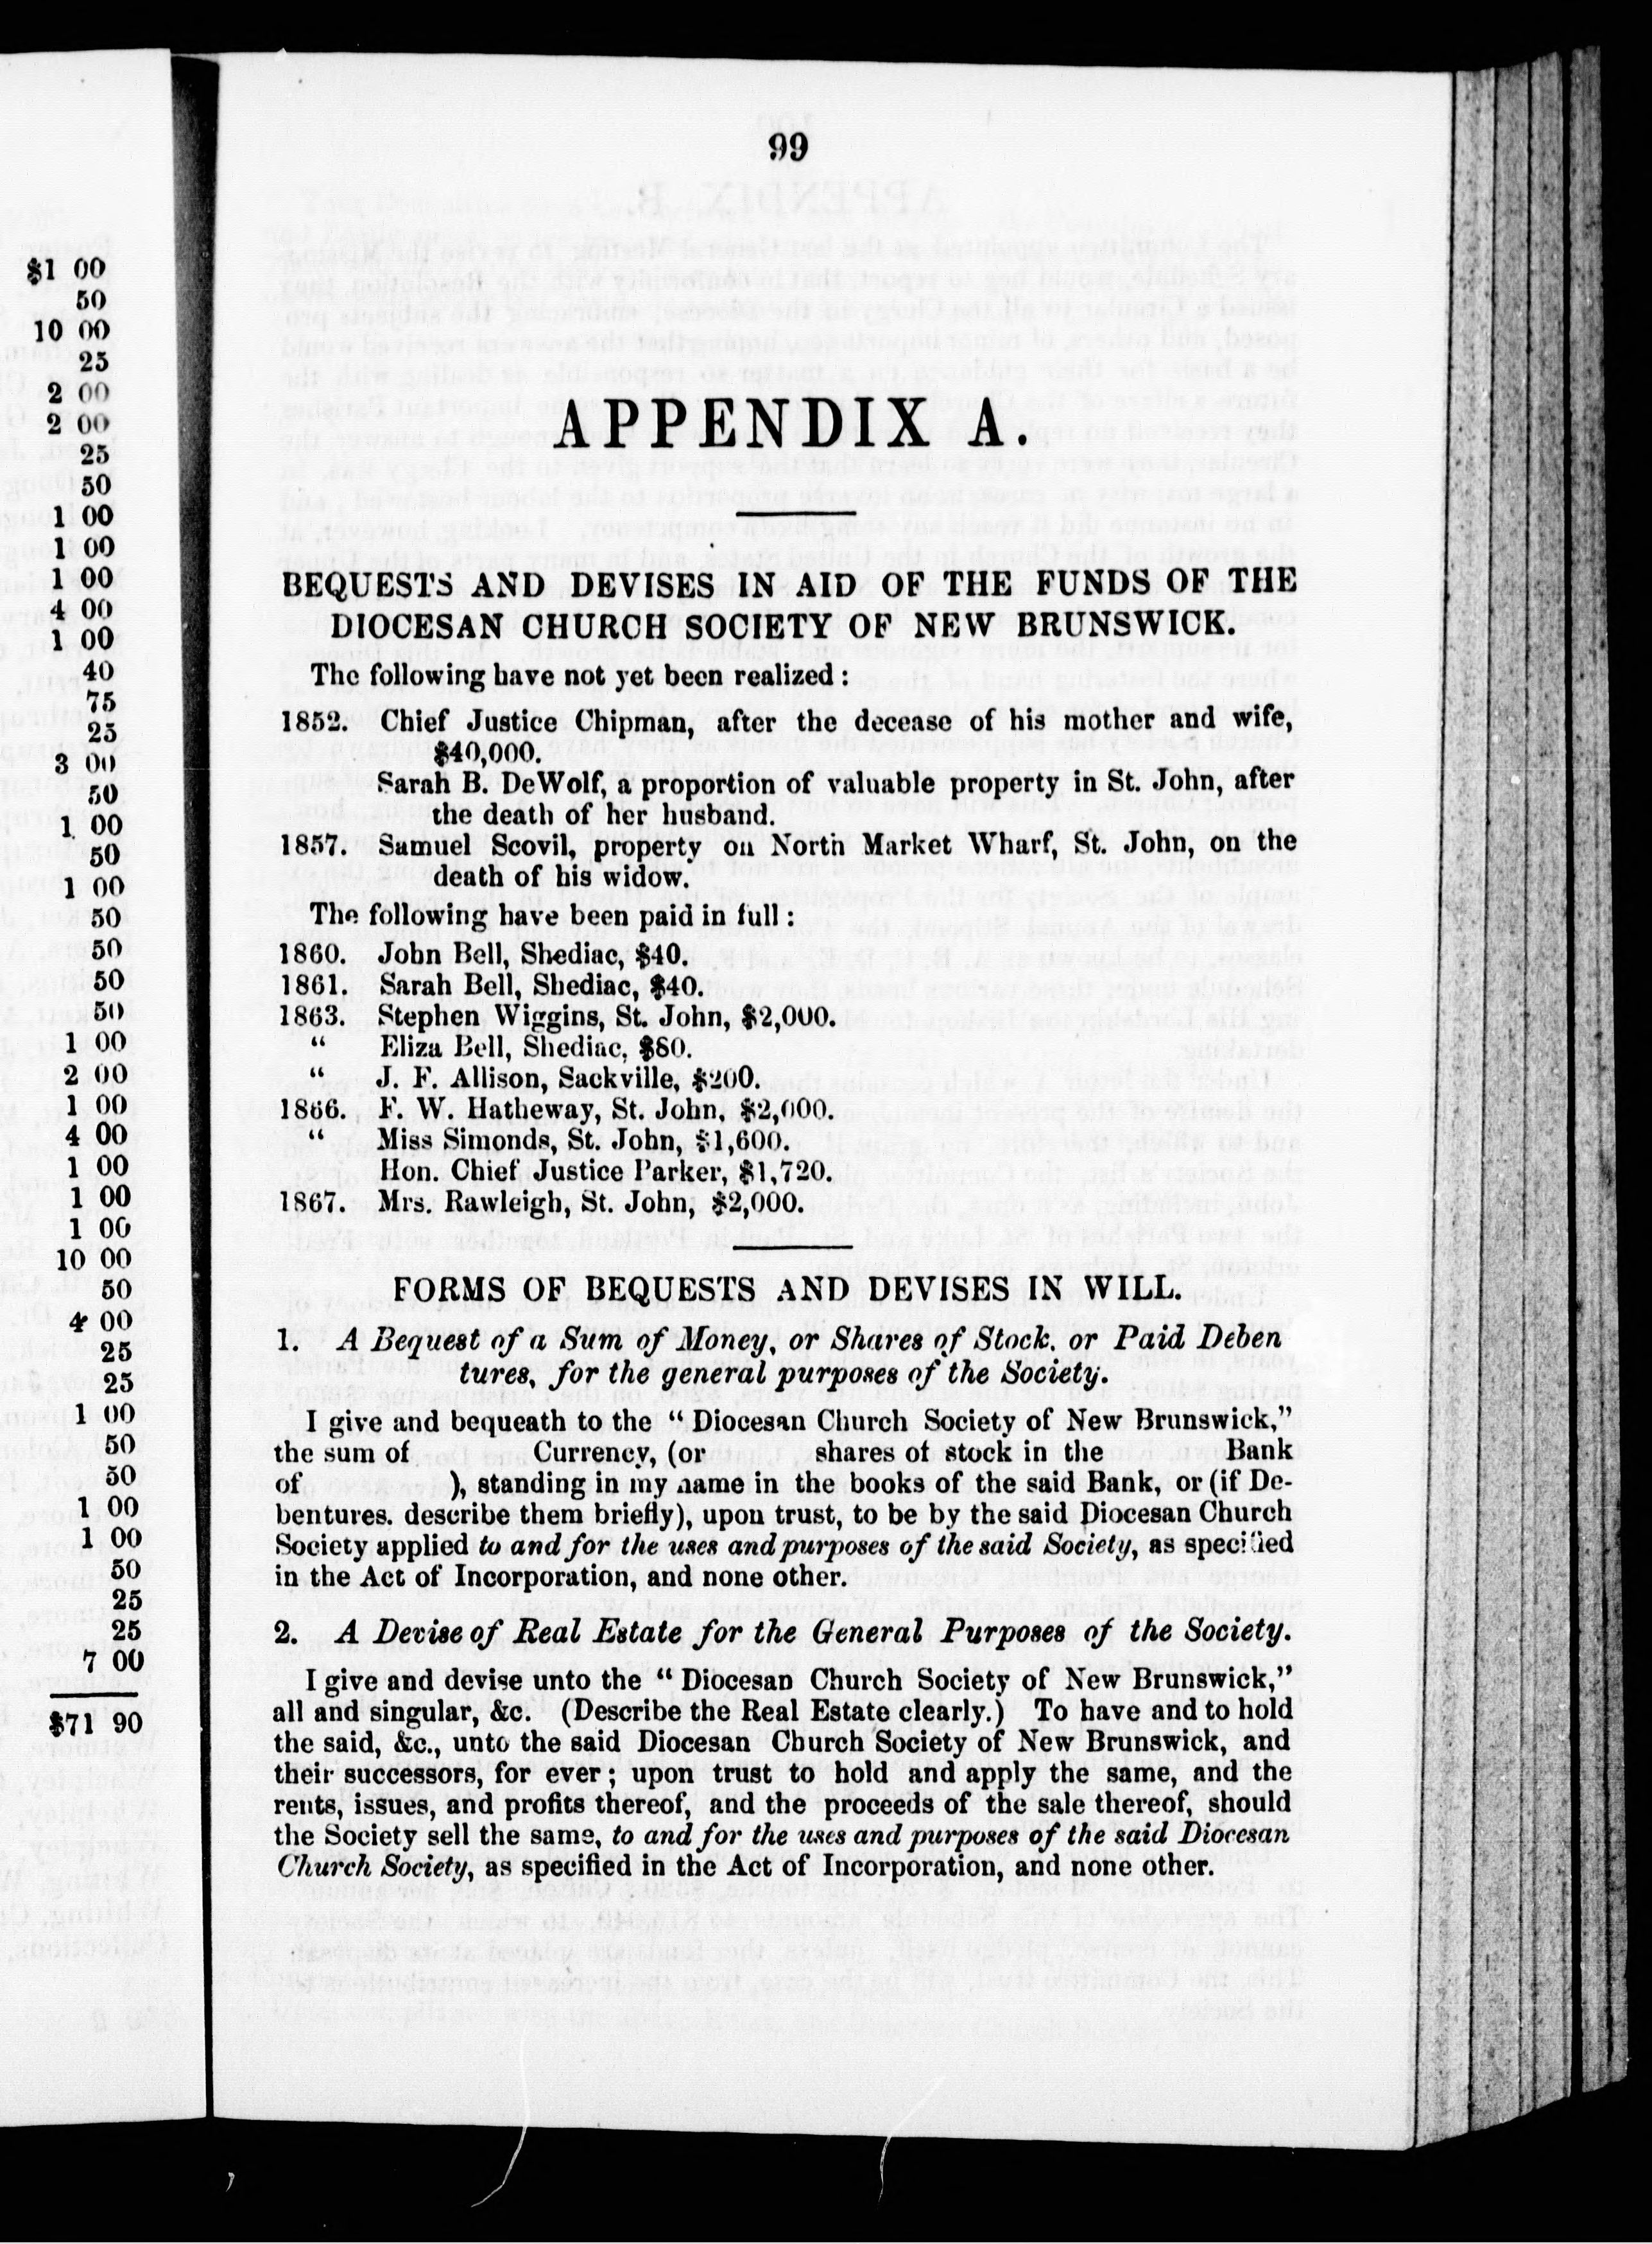 $1 00
50
10 00
25
2 00
2 00
25
50
1 00
1 00
1 00
4 00
1 00
40
75
25
3 00
50
1 00
50
1 00
50
50
50
50
1 00
2 00
1 00
4 00
1 00
1 00
1 00
10 00
50
4 00
25
25
1 00
50
50
1 00
1 00
50
25
25
7 00
$71 90
99
APPENDIX A.
BEQUESTS AND DEVISES IN AID OF THE FUNDS OF THE
DIOCESAN CHURCH SOCIETY OF NEW BRUNSWICK.
The following have not yet been realized:
1852. Chief Justice Chipman, after the decease of his mother and wife,
$40,000.
Sarah B. DeWolf, a proportion of valuable property in St. John, after
the death of her husband.
1857. Samuel Scovil, property on North Market Wharf, St. John, on the
death of his widow.
The following have been paid in full:
1860. John Bell, Shediac, $40.
1861. Sarah Bell, Shediac, $40.
1863. Stephen Wiggins, St. John, $2,000.
" Eliza Bell, Shediac, $80.
" J. F. Allison, Sackville, $200.
1866. F. W. Hatheway, St. John, $2,000.
" Miss Simonds, St. John, $1,600.
Hon. Chief Justice Parker, $1,720.
1867. Mrs. Rawleigh, St. John, $2,000.
FORMS OF BEQUESTS AND DEVISES IN WILL.
1. A Bequest of a Sum of Money, or Shares of Stock, or Paid Deben
tures, for the general purposes of the Society.
I give and bequeath to the "Diocesan Church Society of New Brunswick,"
the sum of Currency, (or shares of stock in the Bank
of ), standing in my name in the books of the said Bank, or (if De-
bentures. describe them briefly), upon trust, to be by the said Diocesan Church
Society applied to and for the uses and purposes of the said Society, as specified
in the Act of Incorporation, and none other.
2. A Devise of Real Estate for the General Purposes of the Society.
I give and devise unto the "Diocesan Church Society of New Brunswick,"
all and singular, &c. (Describe the Real Estate clearly.) To have and to hold
the said, &c., unto the said Diocesan Church Society of New Brunswick, and
their successors, for ever; upon trust to hold and apply the same, and the
rents, issues, and profits thereof, and the proceeds of the sale thereof, should
the Society sell the same, to and for the uses and purposes of the said Diocesan
Church Society, as specified in the Act of Incorporation, and none other.